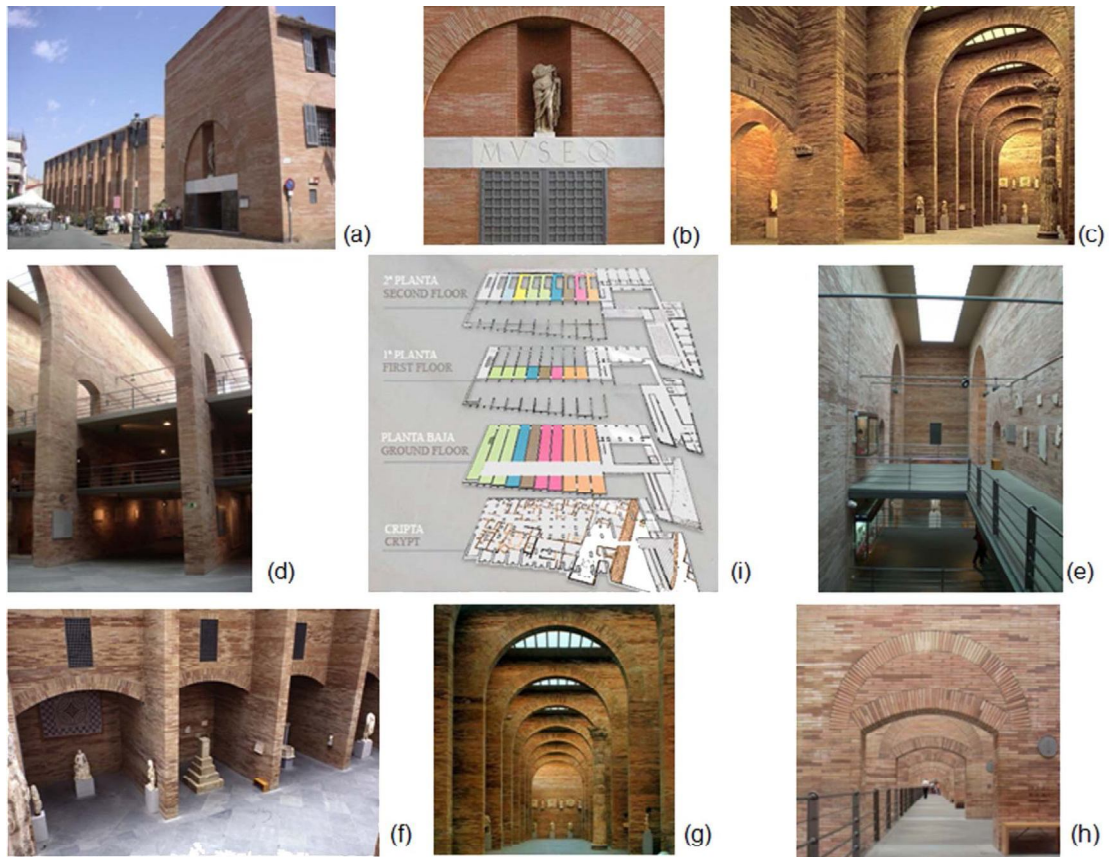 (a)
MVSEO
(b)
(c)
(d)
2ª PLANTA
SECOND FLOOR
1ª PLANTA
FIRST FLOOR
PLANTA BAJA
GROUND FLOOR
CRIPTA
CRYPT
(i)
(e)
(f)
(g)
(h)